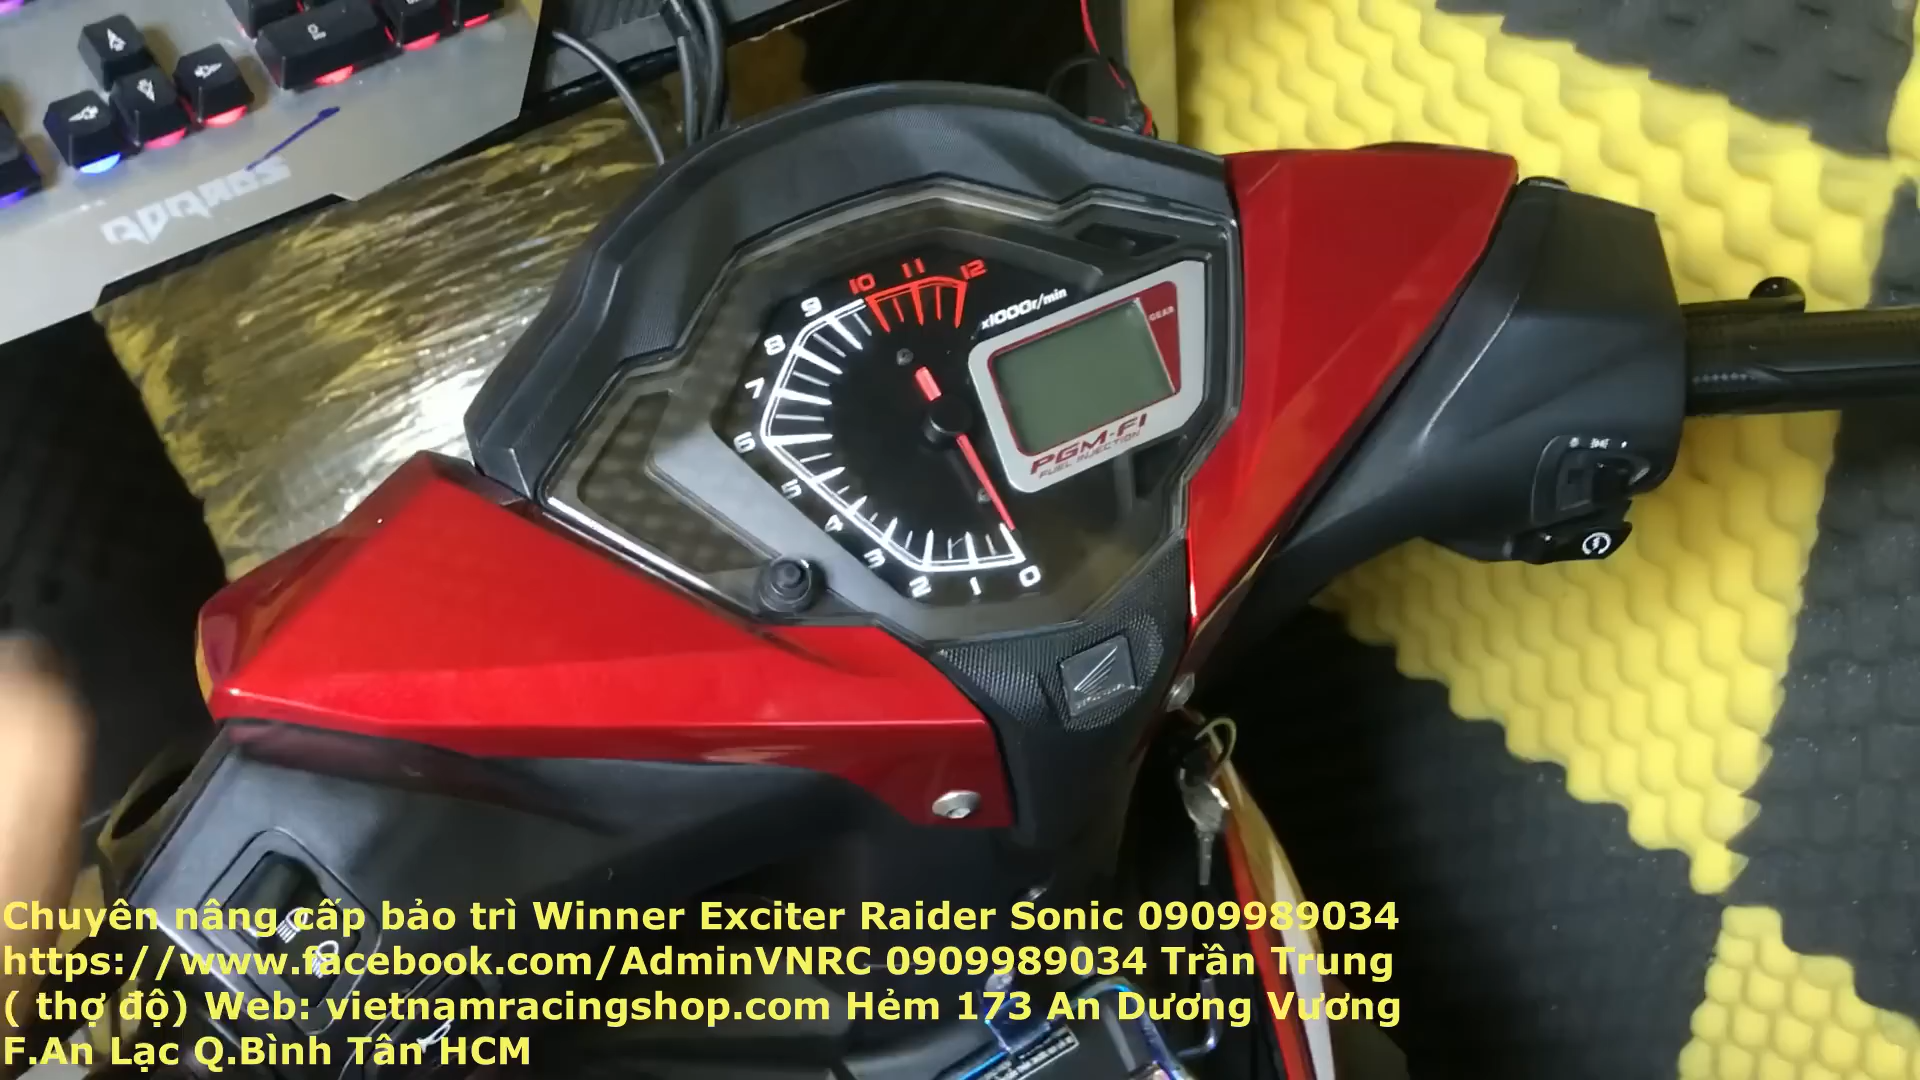 12
11
10
9
8
7
6
5
4
3
2
1
0
x1000r/min
GEAR
PGM-FI
FUEL INJECTION
Chuyên nâng cấp bảo trì Winner Exciter Raider Sonic 0909989034
https://www.facebook.com/AdminVNRC 0909989034 Trần Trung
( thợ độ) Web: vietnamracingshop.com Hẻm 173 An Dương Vương
F.An Lạc Q.Bình Tân HCM